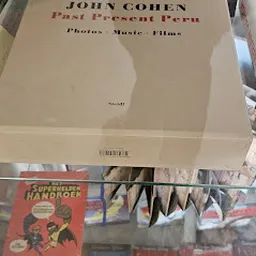 JOHN COHEN
Past Present Peru
Photos · Music · Films
Steidl
SUPERHELDEN
HANDBOEK